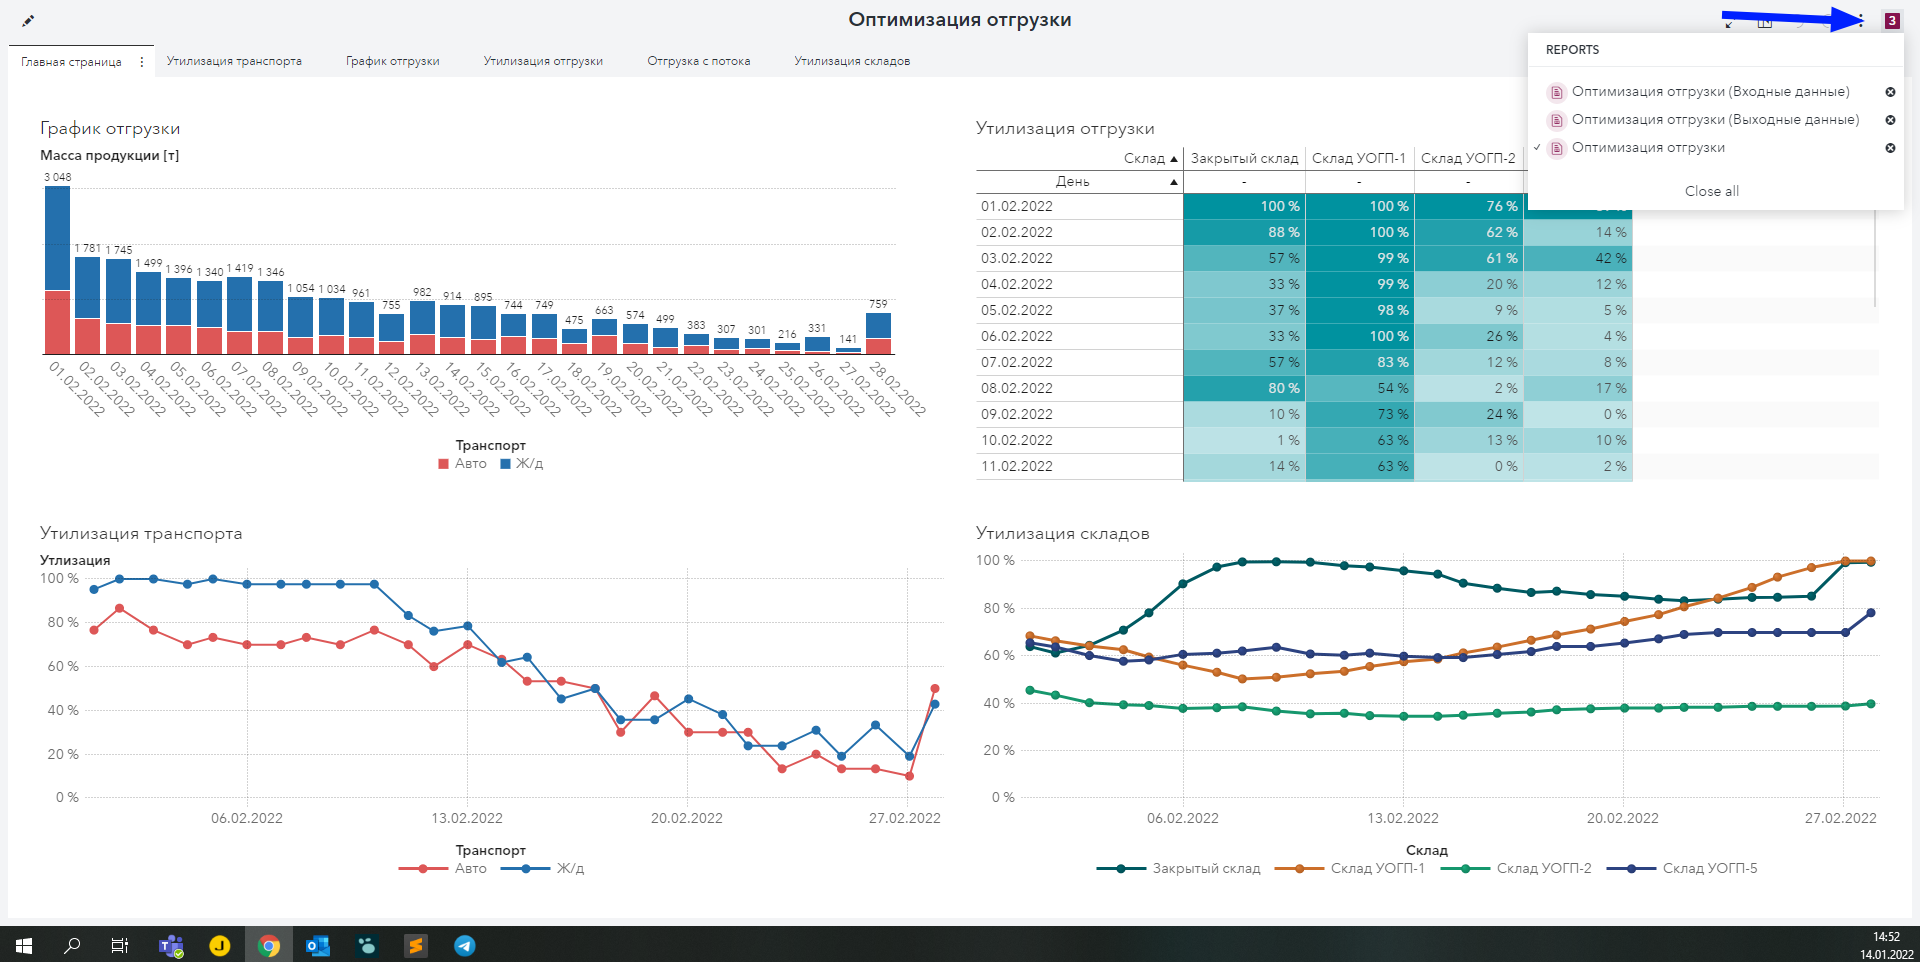 Оптимизация отгрузки
3
Главная страница
Утилизация транспорта
График отгрузки
Утилизация отгрузки
Отгрузка с потока
Утилизация складов
REPORTS
Оптимизация отгрузки (Входные данные)
Оптимизация отгрузки (Выходные данные)
Оптимизация отгрузки
Close all
График отгрузки
Масса продукции [т]
3 048
1 781
1 745
1 499
1 396
1 340
1 419
1 346
1 054
1 034
961
755
982
914
895
744
749
475
663
574
499
383
307
301
216
331
141
759
01.02.2022
02.02.2022
03.02.2022
04.02.2022
05.02.2022
06.02.2022
07.02.2022
08.02.2022
09.02.2022
10.02.2022
11.02.2022
12.02.2022
13.02.2022
14.02.2022
15.02.2022
16.02.2022
17.02.2022
18.02.2022
19.02.2022
20.02.2022
21.02.2022
22.02.2022
23.02.2022
24.02.2022
25.02.2022
26.02.2022
27.02.2022
28.02.2022
Транспорт
Авто Ж/д
Утилизация отгрузки
Склад Закрытый склад Склад УОГП-1 Склад УОГП-2
День - - -
01.02.2022 100 % 100 % 76 %
02.02.2022 88 % 100 % 62 % 14 %
03.02.2022 57 % 99 % 61 % 42 %
04.02.2022 33 % 99 % 20 % 12 %
05.02.2022 37 % 98 % 9 % 5 %
06.02.2022 33 % 100 % 26 % 4 %
07.02.2022 57 % 83 % 12 % 8 %
08.02.2022 80 % 54 % 2 % 17 %
09.02.2022 10 % 73 % 24 % 0 %
10.02.2022 1 % 63 % 13 % 10 %
11.02.2022 14 % 63 % 0 % 2 %
Утилизация транспорта
Утлизация
100 %
80 %
60 %
40 %
20 %
0 %
06.02.2022 13.02.2022 20.02.2022 27.02.2022
Транспорт
Авто Ж/д
Утилизация складов
100 %
80 %
60 %
40 %
20 %
0 %
06.02.2022 13.02.2022 20.02.2022 27.02.2022
Склад
Закрытый склад Склад УОГП-1 Склад УОГП-2 Склад УОГП-5
14:52
14.01.2022